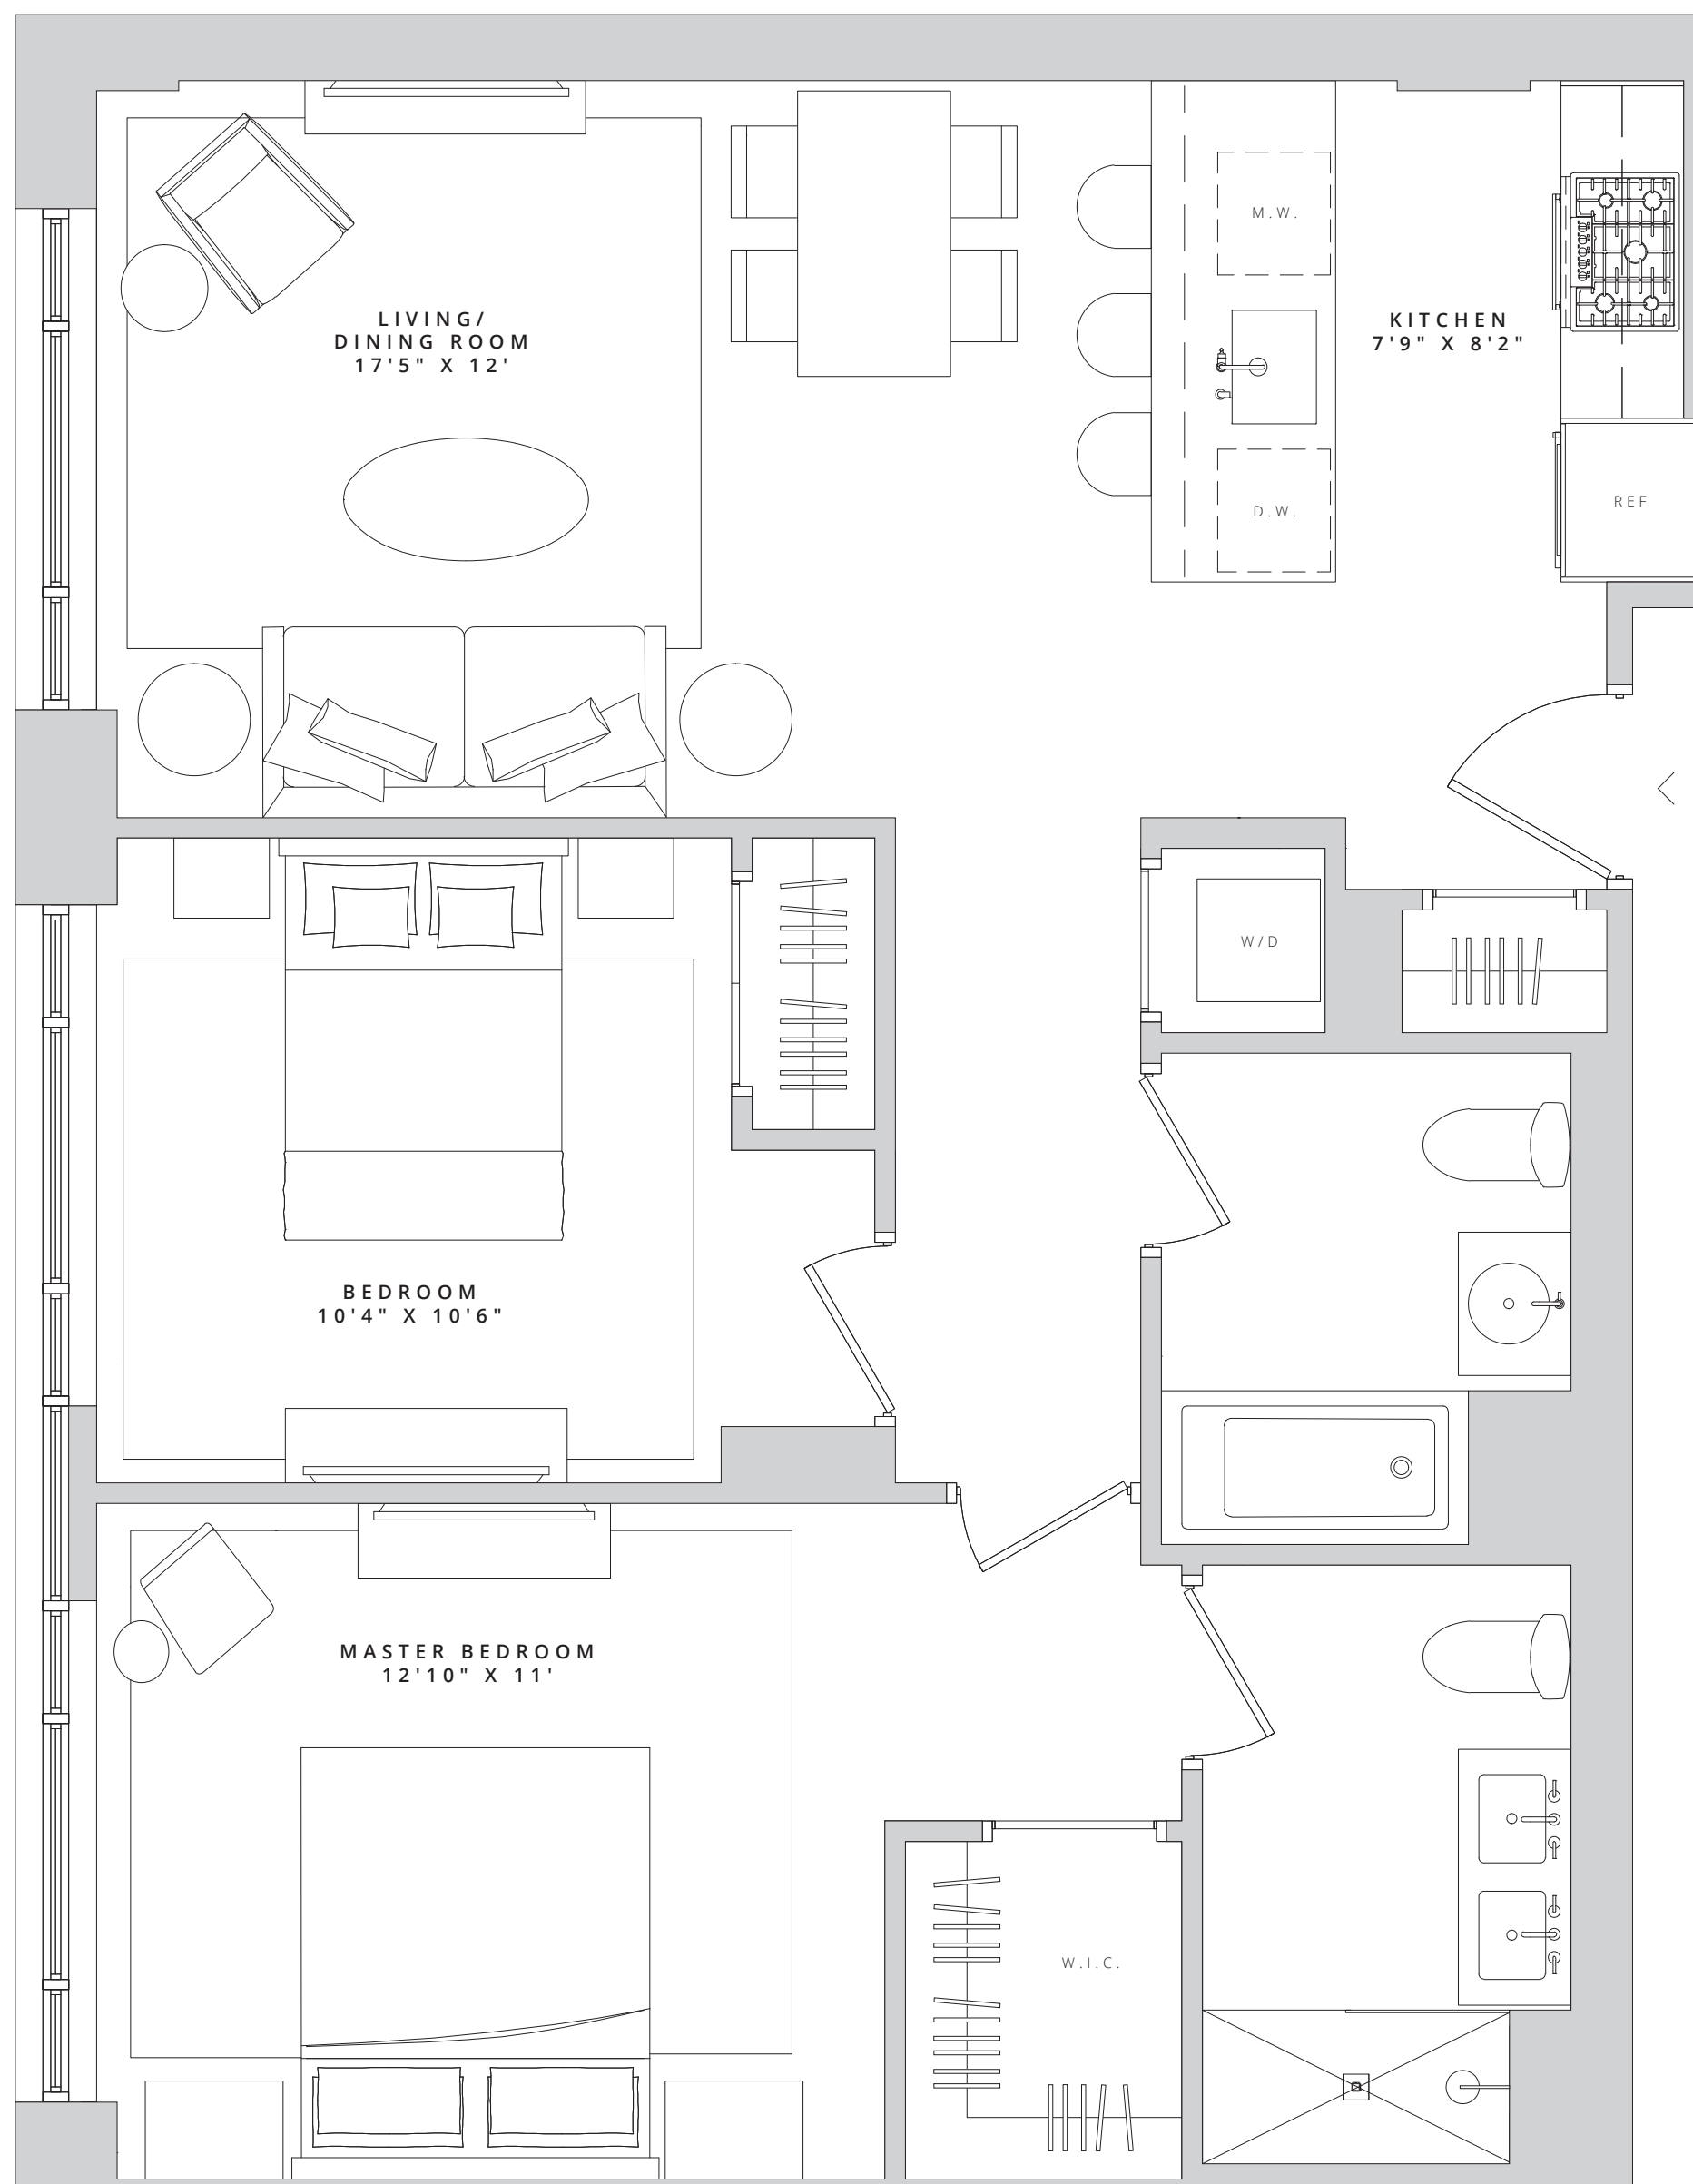 M.W.
LIVING/
DINING ROOM
17'5" X 12'
KITCHEN
7'9" X 8'2"
D.W.
REF
W/D
BEDROOM
10'4" X 10'6"
MASTER BEDROOM
12'10" X 11'
W.I.C.